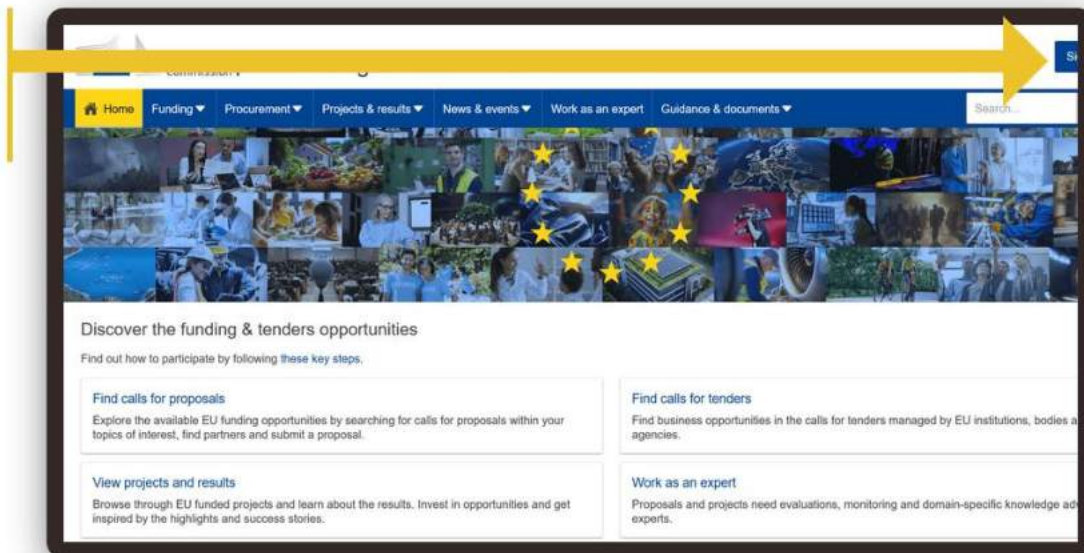 Home Funding Procurement Projects & results News & events Work as an expert Guidance & documents Search...
Discover the funding & tenders opportunities
Find out how to participate by following these key steps.
Find calls for proposals
Explore the available EU funding opportunities by searching for calls for proposals within your
topics of interest, find partners and submit a proposal.
Find calls for tenders
Find business opportunities in the calls for tenders managed by EU institutions, bodies
agencies.
View projects and results
Browse through EU funded projects and learn about the results. Invest in opportunities and get
inspired by the highlights and success stories.
Work as an expert
Proposals and projects need evaluations, monitoring and domain-specific knowledge
experts.